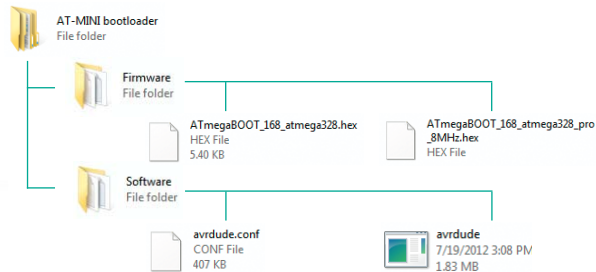 AT-MINI bootloader
File folder
Firmware
File folder
ATmegaBOOT_168_atmega328.hex
HEX File
5.40 KB
ATmegaBOOT_168_atmega328_pro
_8MHz.hex
HEX File
Software
File folder
avrdude.conf
CONF File
407 KB
avrdude
7/19/2012 3:08 PM
1.83 MB